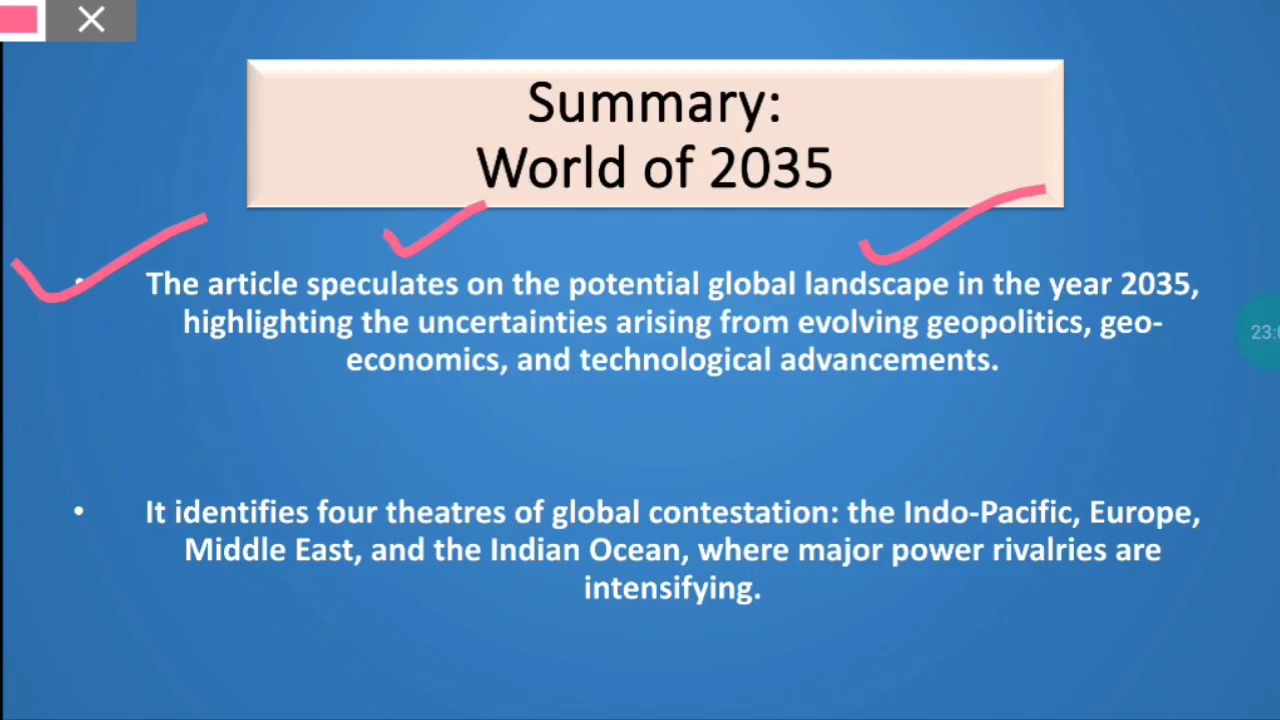 Summary:
World of 2035
• The article speculates on the potential global landscape in the year 2035,
highlighting the uncertainties arising from evolving geopolitics, geo-
economics, and technological advancements.
• It identifies four theatres of global contestation: the Indo-Pacific, Europe,
Middle East, and the Indian Ocean, where major power rivalries are
intensifying.